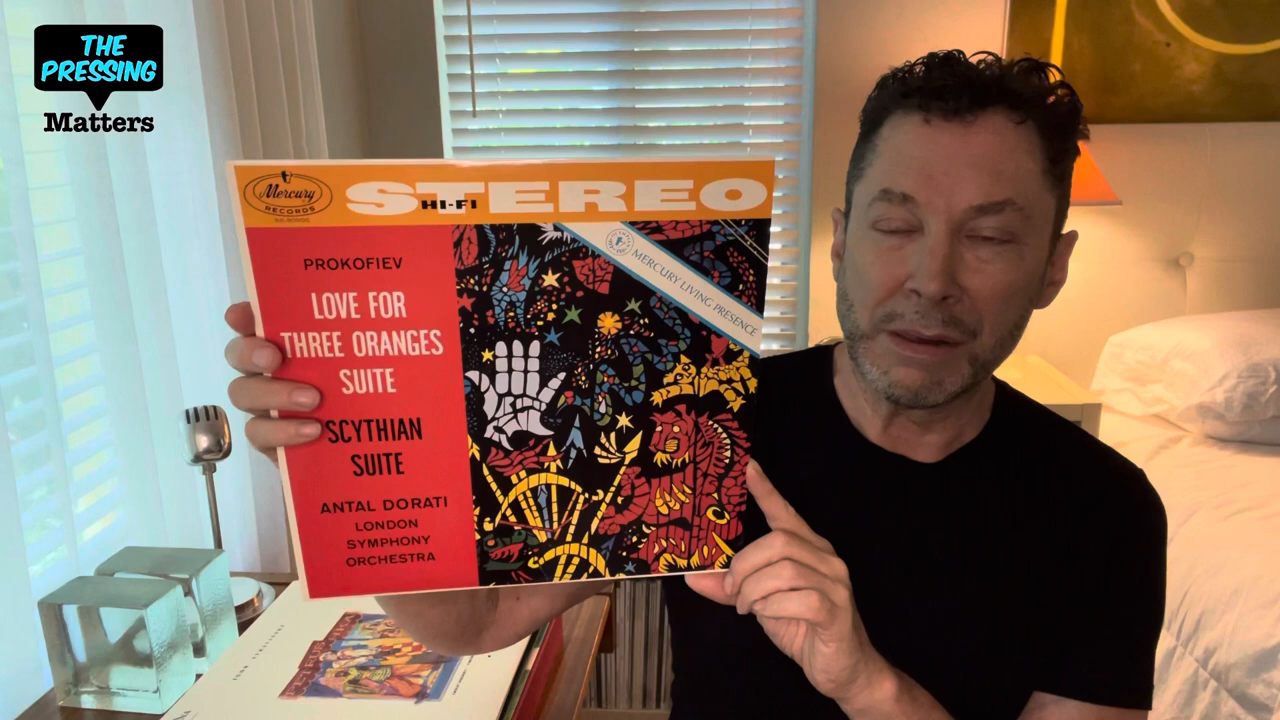 THE
PRESSING
Matters
Mercury
RECORDS
STEREO
HI-FI
PROKOFIEV
LOVE FOR
THREE ORANGES
SUITE
SCYTHIAN
SUITE
ANTAL DORATI
LONDON
SYMPHONY
ORCHESTRA
MERCURY LIVING PRESENCE